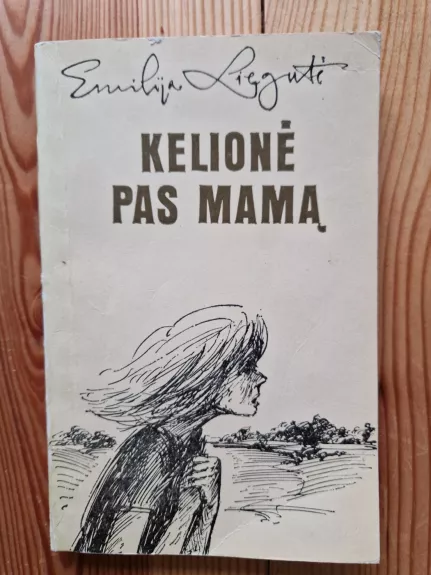 Emilija Liegutė
KELIONĖ
PAS MAMĄ